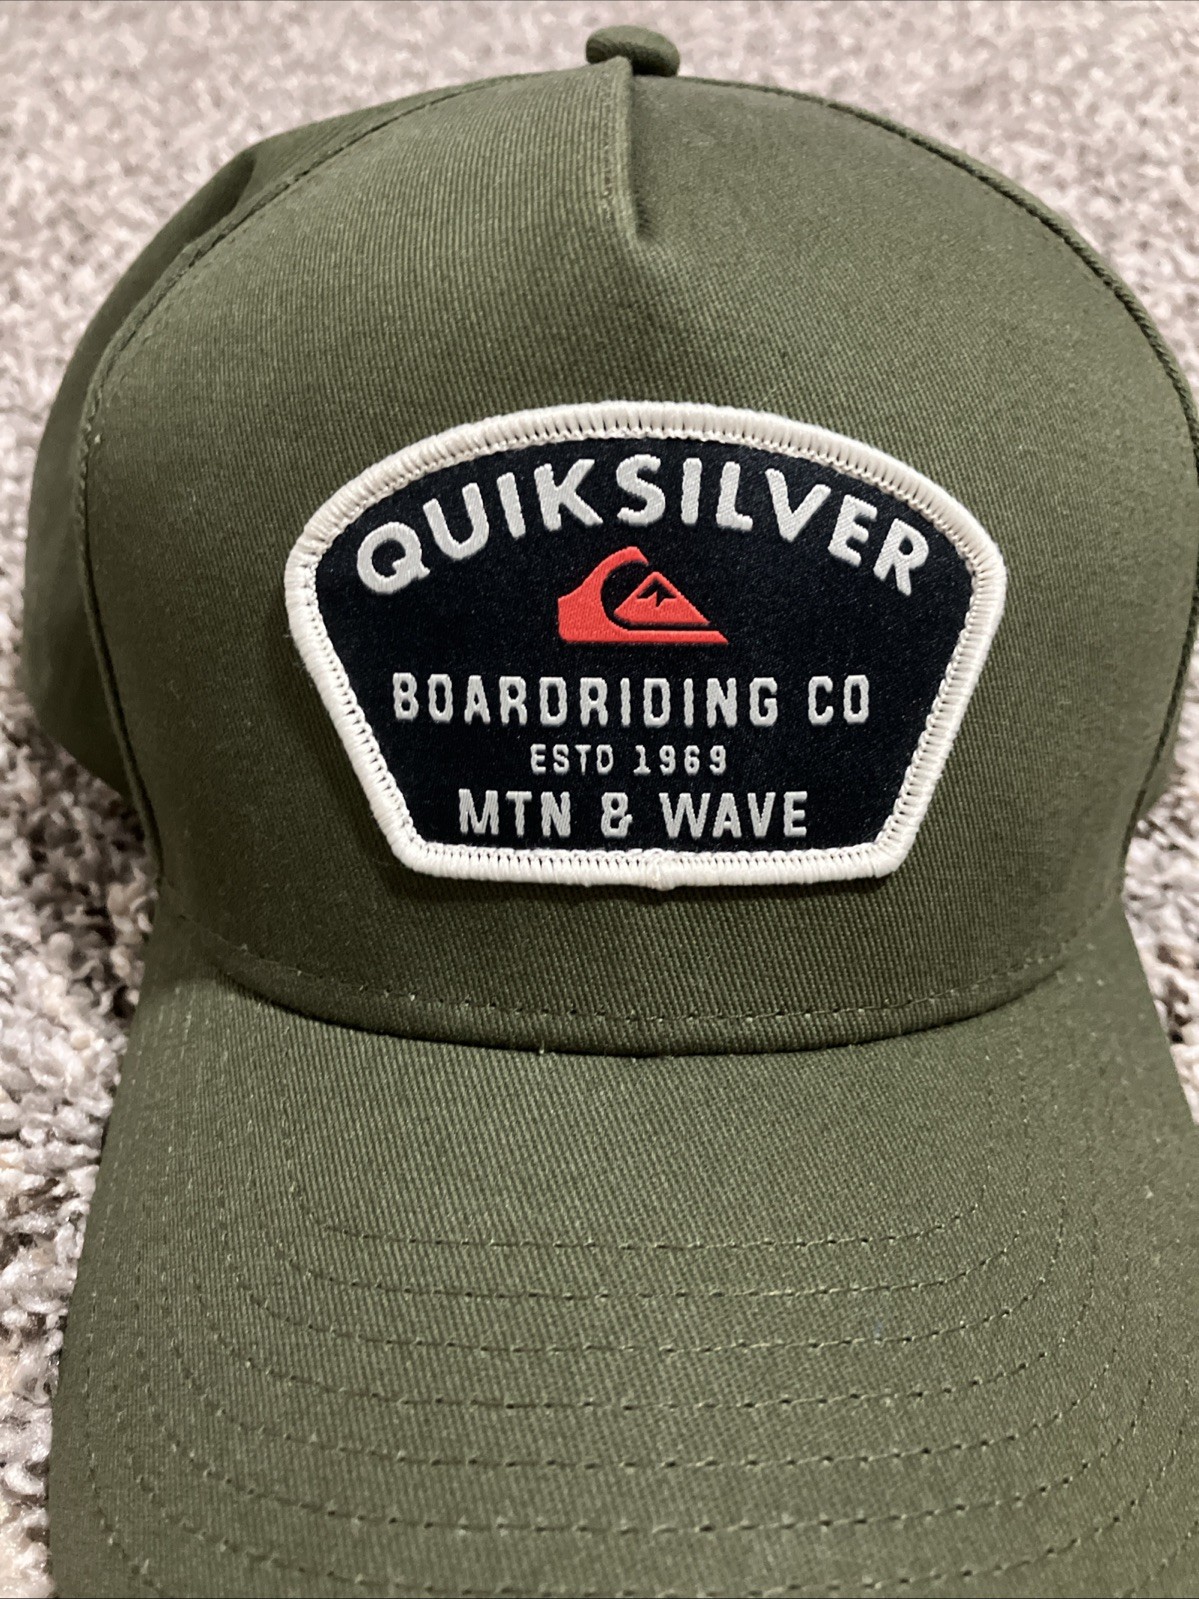 QUIKSILVER
BOARDRIDING CO
ESTD 1969
MTN & WAVE